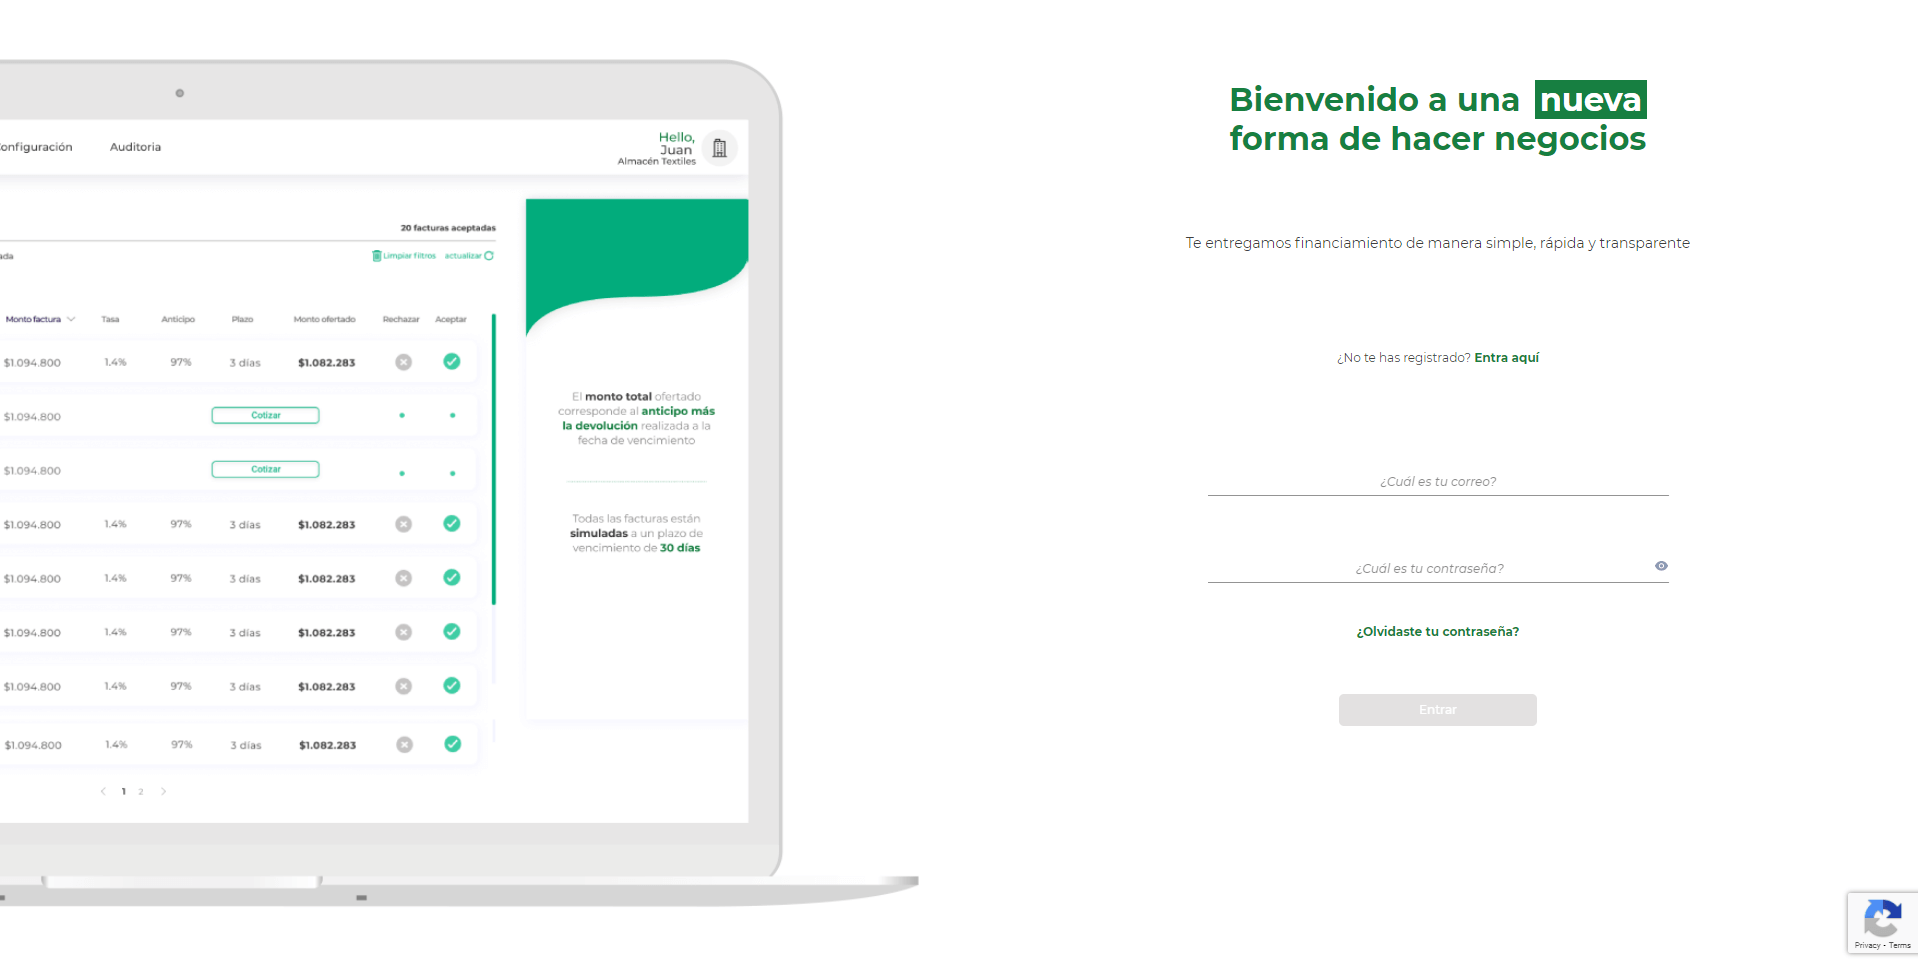 Configuración
Auditoria
Hello,
Juan
Almacén Textiles
20 facturas aceptadas
Limpiar filtros
actualizar
Monto factura
Tasa
Anticipo
Plazo
Monto ofertado
Rechazar
Aceptar
$1.094.800 1.4% 97% 3 días $1.082.283
$1.094.800 Cotizar
$1.094.800 Cotizar
$1.094.800 1.4% 97% 3 días $1.082.283
$1.094.800 1.4% 97% 3 días $1.082.283
$1.094.800 1.4% 97% 3 días $1.082.283
$1.094.800 1.4% 97% 3 días $1.082.283
$1.094.800 1.4% 97% 3 días $1.082.283
1 2
El monto total ofertado
corresponde al anticipo más
la devolución realizada a la
fecha de vencimiento
Todas las facturas están
simuladas a un plazo de
vencimiento de 30 días
Bienvenido a una nueva
forma de hacer negocios
Te entregamos financiamiento de manera simple, rápida y transparente
¿No te has registrado? Entra aquí
¿Cuál es tu correo?
¿Cuál es tu contraseña?
¿Olvidaste tu contraseña?
Entrar
Privacy - Terms